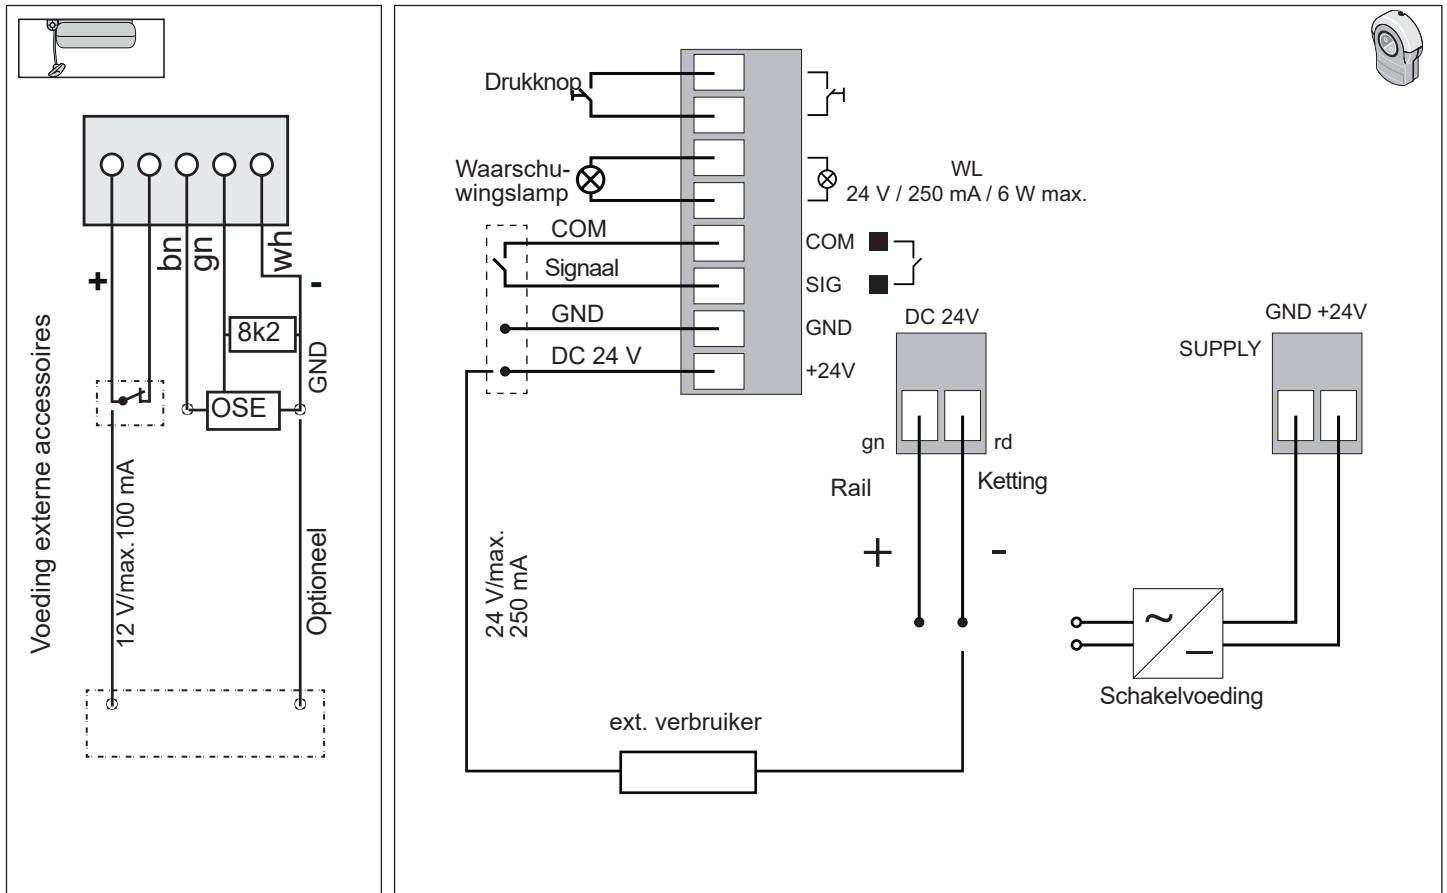 +
bn
gn
wh
-
8k2
OSE
GND
Voeding externe accessoires
12 V/max.100 mA
Optioneel
Drukknop
Waarschu-
wingslamp
WL
24 V / 250 mA / 6 W max.
COM
Signaal
GND
DC 24 V
COM
SIG
GND
+24V
24 V/max.
250 mA
DC 24V
gn
rd
Rail
Ketting
+
-
ext. verbruiker
GND +24V
SUPPLY
~
Schakelvoeding